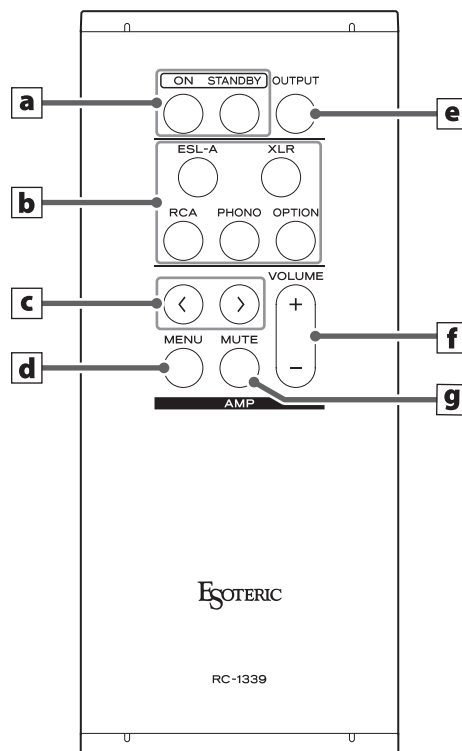 a
ON STANDBY OUTPUT
e
ESL-A XLR
b
RCA PHONO OPTION
VOLUME
c
< >
+
f
MENU MUTE
d
−
g
AMP
ESOTERIC
RC-1339